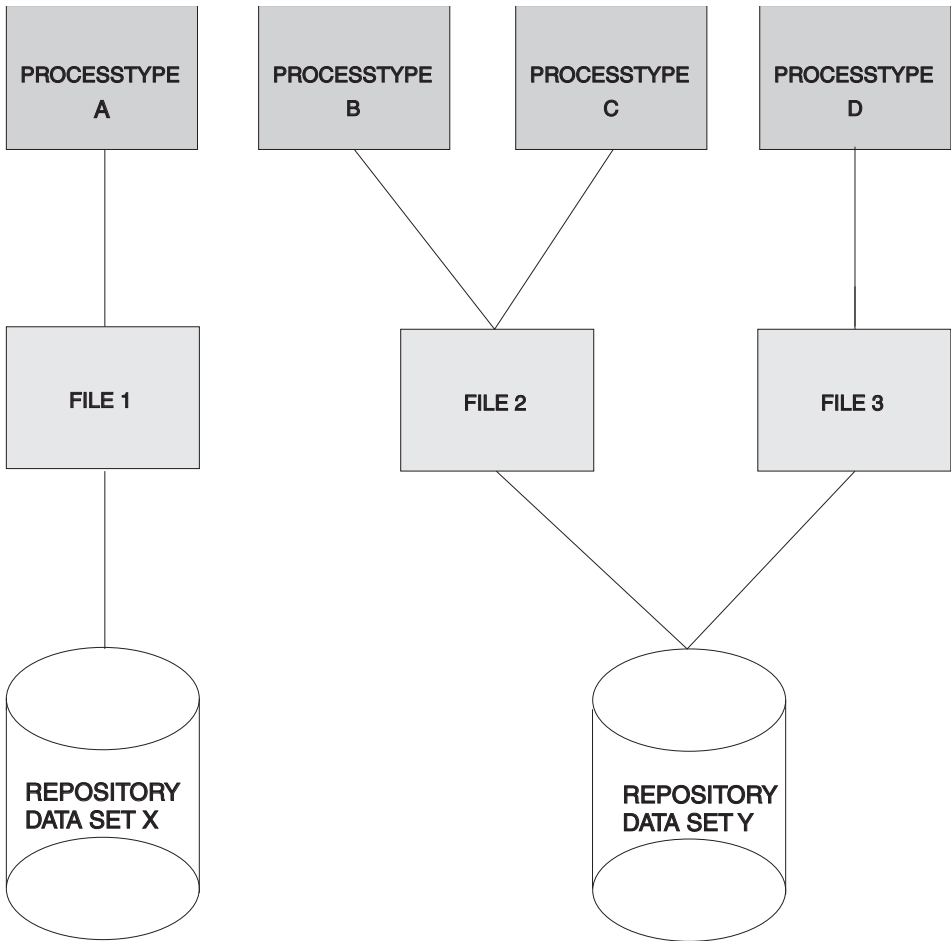 PROCESSTYPE
A
PROCESSTYPE
B
PROCESSTYPE
C
PROCESSTYPE
D
FILE 1
FILE 2
FILE 3
REPOSITORY
DATA SET X
REPOSITORY
DATA SET Y